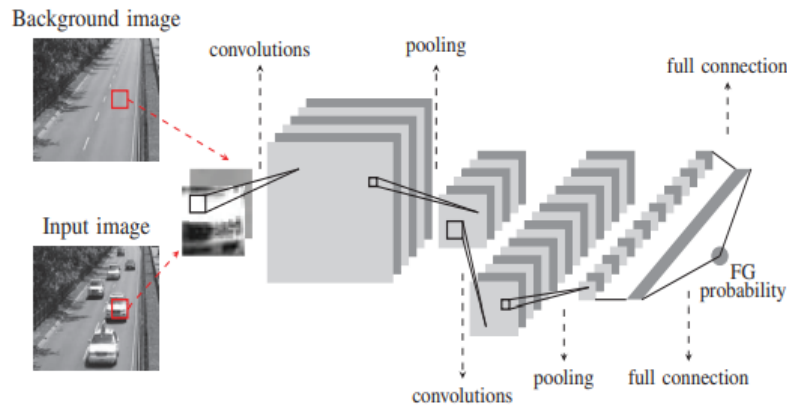 Background image
convolutions
pooling
full connection
Input image
FG
probability
convolutions
pooling
full connection